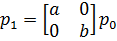 p₁ = [a 0
0 b] p₀